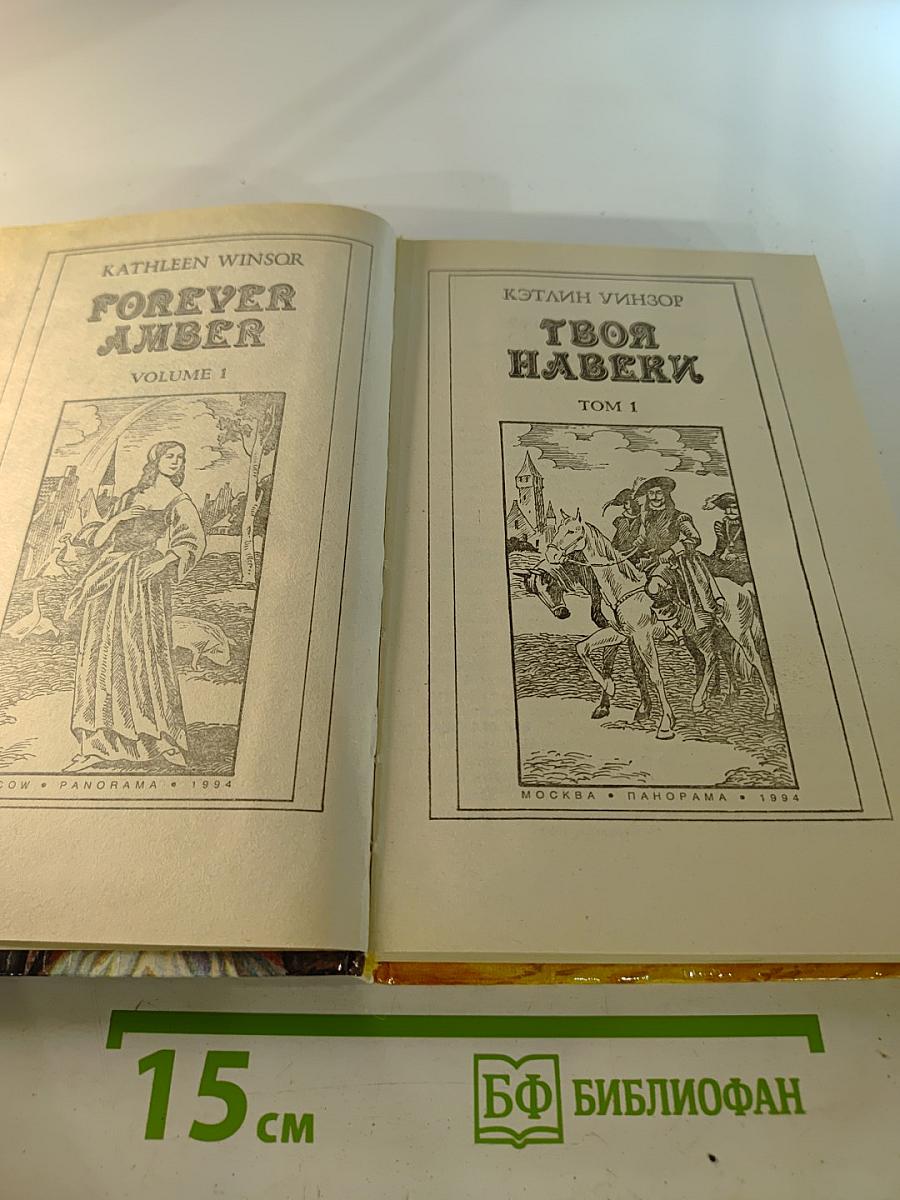 KATHLEEN WINSOR
FOREVER
AMBER
VOLUME 1
PANORAMA • 1994
КЭТЛИН УИНЗОР
ТВОЯ
НАВЕКИ
ТОМ 1
МОСКВА • ПАНОРАМА • 1994
15 см
БФ БИБЛИОФАН